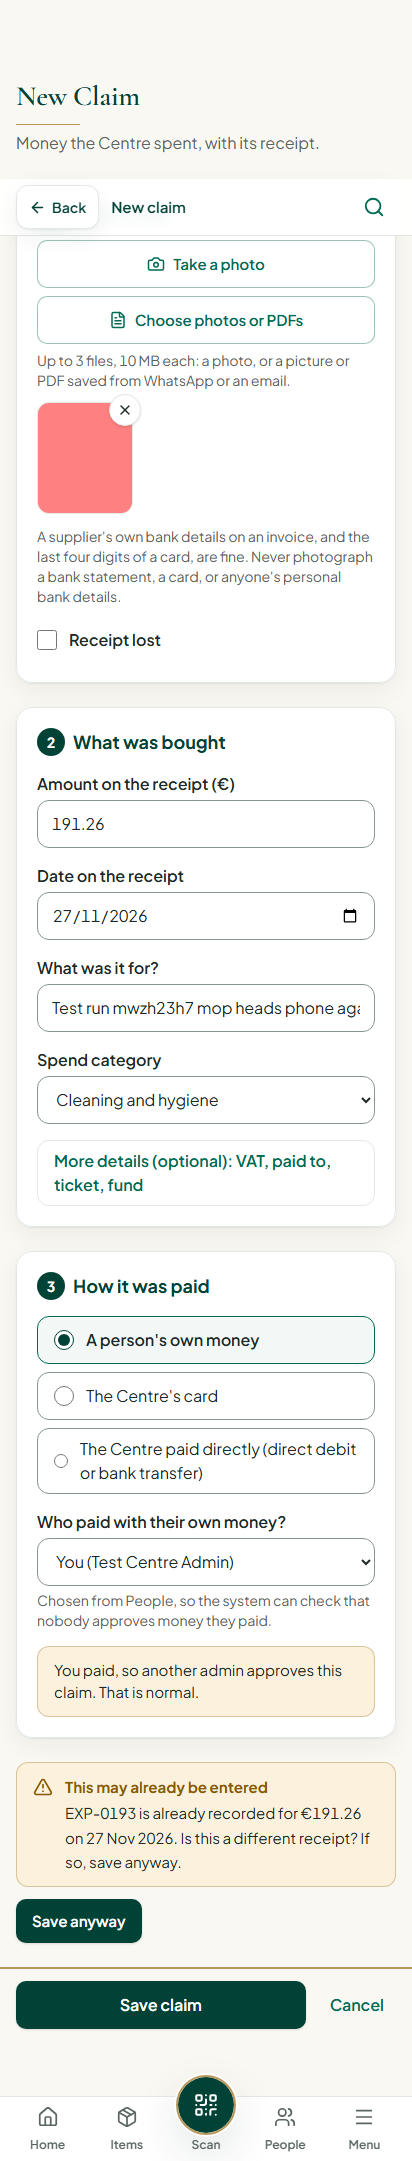 New Claim
Money the Centre spent, with its receipt.
Back
New claim
Take a photo
Choose photos or PDFs
Up to 3 files, 10 MB each: a photo, or a picture or
PDF saved from WhatsApp or an email.
A supplier's own bank details on an invoice, and the
last four digits of a card, are fine. Never photograph
a bank statement, a card, or anyone's personal
bank details.
Receipt lost
2 What was bought
Amount on the receipt (€)
191.26
Date on the receipt
27/11/2026
What was it for?
Test run mwzh23h7 mop heads phone aga
Spend category
Cleaning and hygiene
More details (optional): VAT, paid to,
ticket, fund
3 How it was paid
A person's own money
The Centre's card
The Centre paid directly (direct debit
or bank transfer)
Who paid with their own money?
You (Test Centre Admin)
Chosen from People, so the system can check that
nobody approves money they paid.
You paid, so another admin approves this
claim. That is normal.
This may already be entered
EXP-0193 is already recorded for €191.26
on 27 Nov 2026. Is this a different receipt? If
so, save anyway.
Save anyway
Save claim
Cancel
Home
Items
Scan
People
Menu